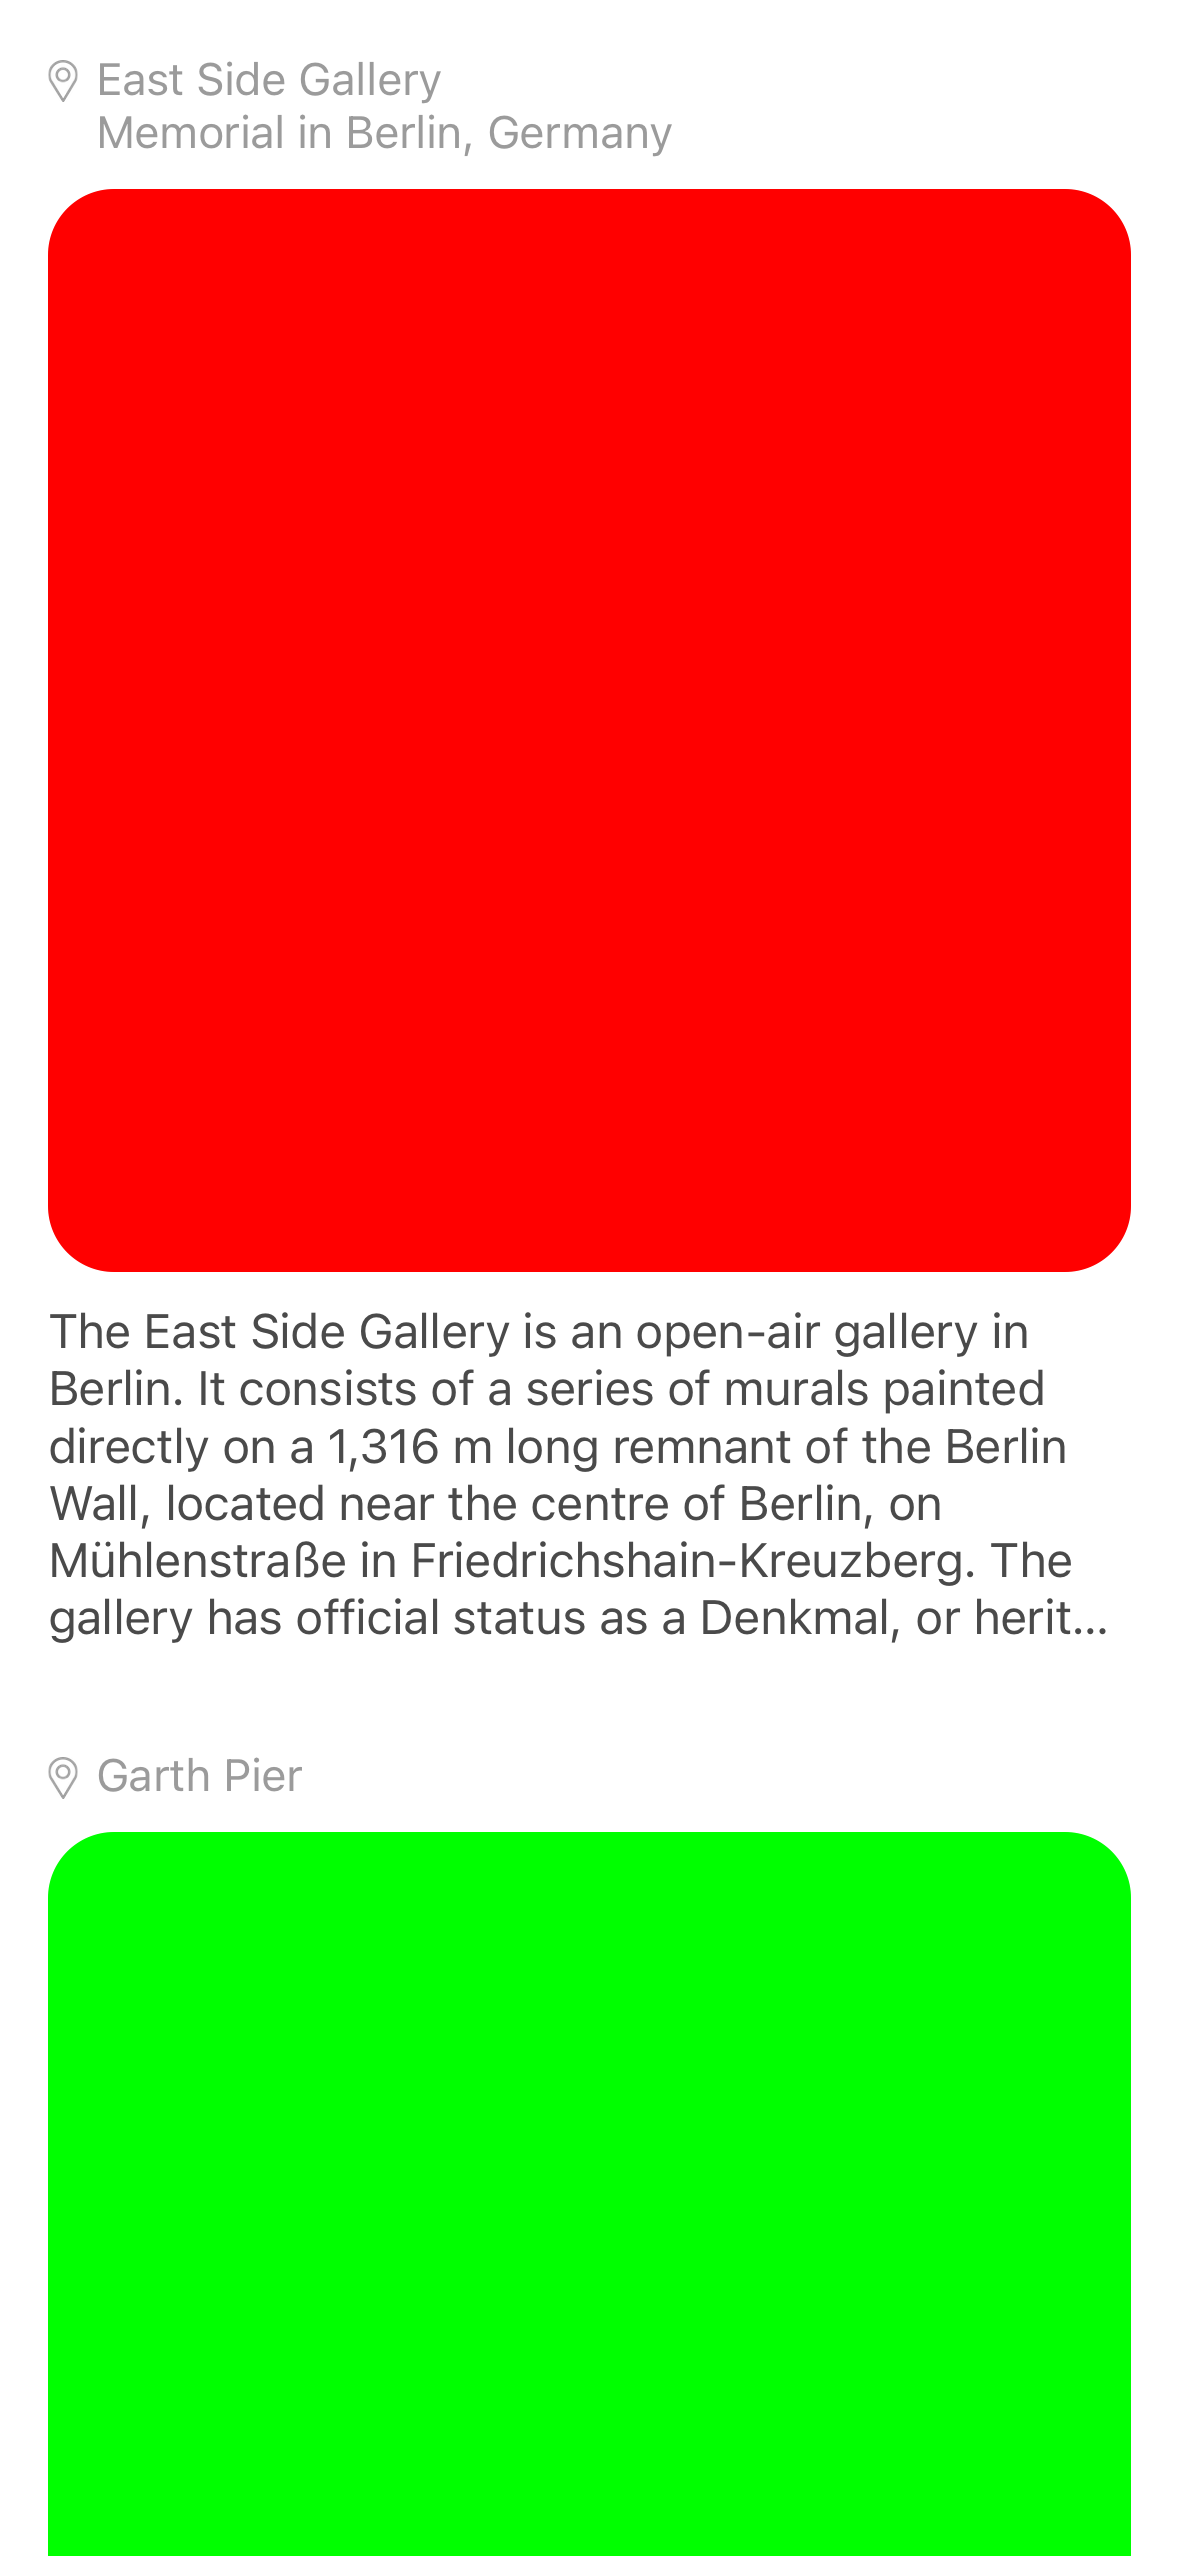 East Side Gallery
Memorial in Berlin, Germany
The East Side Gallery is an open-air gallery in
Berlin. It consists of a series of murals painted
directly on a 1,316 m long remnant of the Berlin
Wall, located near the centre of Berlin, on
Mühlenstraße in Friedrichshain-Kreuzberg. The
gallery has official status as a Denkmal, or herit...
Garth Pier